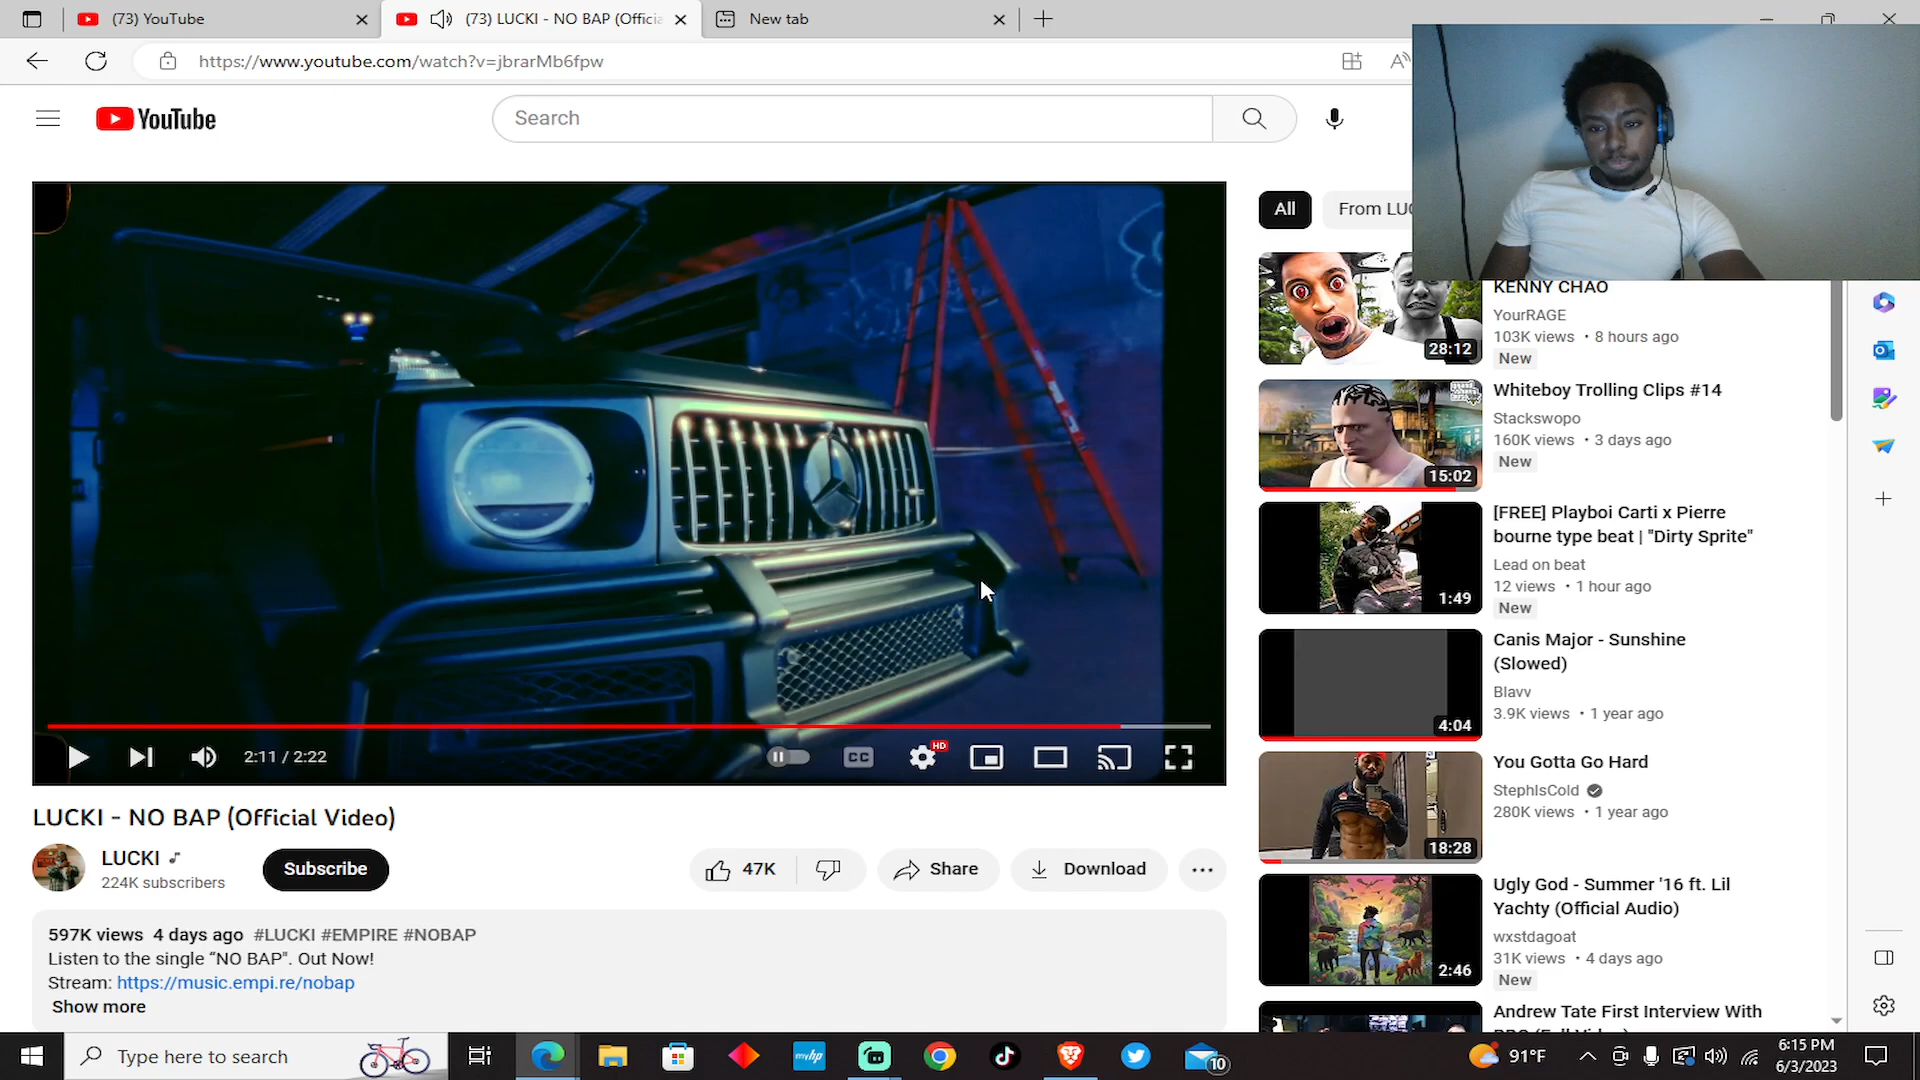 (73) YouTube
(73) LUCKI - NO BAP (Officia
New tab
https://www.youtube.com/watch?v=jbrarMb6fpw
YouTube
Search
All
From LUC
2:11 / 2:22
CC
HD
LUCKI - NO BAP (Official Video)
LUCKI
224K subscribers
Subscribe
47K
Share
Download
597K views 4 days ago #LUCKI #EMPIRE #NOBAP
Listen to the single “NO BAP”. Out Now!
Stream: https://music.empi.re/nobap
Show more
28:12
KENNY CHAO
YourRAGE
103K views • 8 hours ago
New
15:02
Whiteboy Trolling Clips #14
Stackswopo
160K views • 3 days ago
New
1:49
[FREE] Playboi Carti x Pierre
bourne type beat | "Dirty Sprite"
Lead on beat
12 views • 1 hour ago
New
4:04
Canis Major - Sunshine
(Slowed)
Blavv
3.9K views • 1 year ago
18:28
You Gotta Go Hard
StephIsCold
280K views • 1 year ago
2:46
Ugly God - Summer '16 ft. Lil
Yachty (Official Audio)
wxstdagoat
31K views • 4 days ago
New
Andrew Tate First Interview With
Type here to search
myhp
10
91°F
6:15 PM
6/3/2023